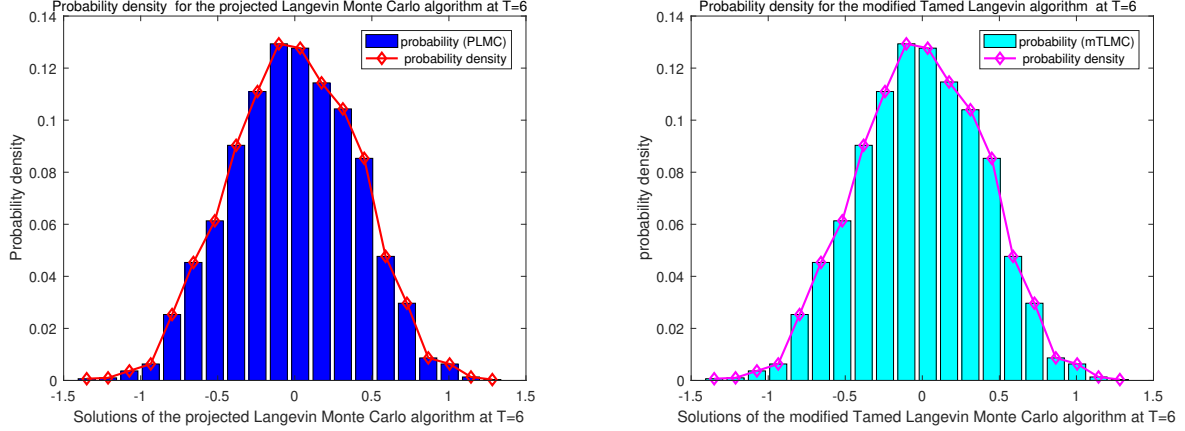 Probability density for the projected Langevin Monte Carlo algorithm at T=6
0.14
0.12
0.1
0.08
0.06
0.04
0.02
0
Probability density
probability (PLMC)
probability density
-1.5 -1 -0.5 0 0.5 1 1.5
Solutions of the projected Langevin Monte Carlo algorithm at T=6
Probability density for the modified Tamed Langevin algorithm at T=6
0.14
0.12
0.1
0.08
0.06
0.04
0.02
0
probability density
probability (mTLMC)
probability density
-1.5 -1 -0.5 0 0.5 1 1.5
Solutions of the modified Tamed Langevin Monte Carlo algorithm at T=6